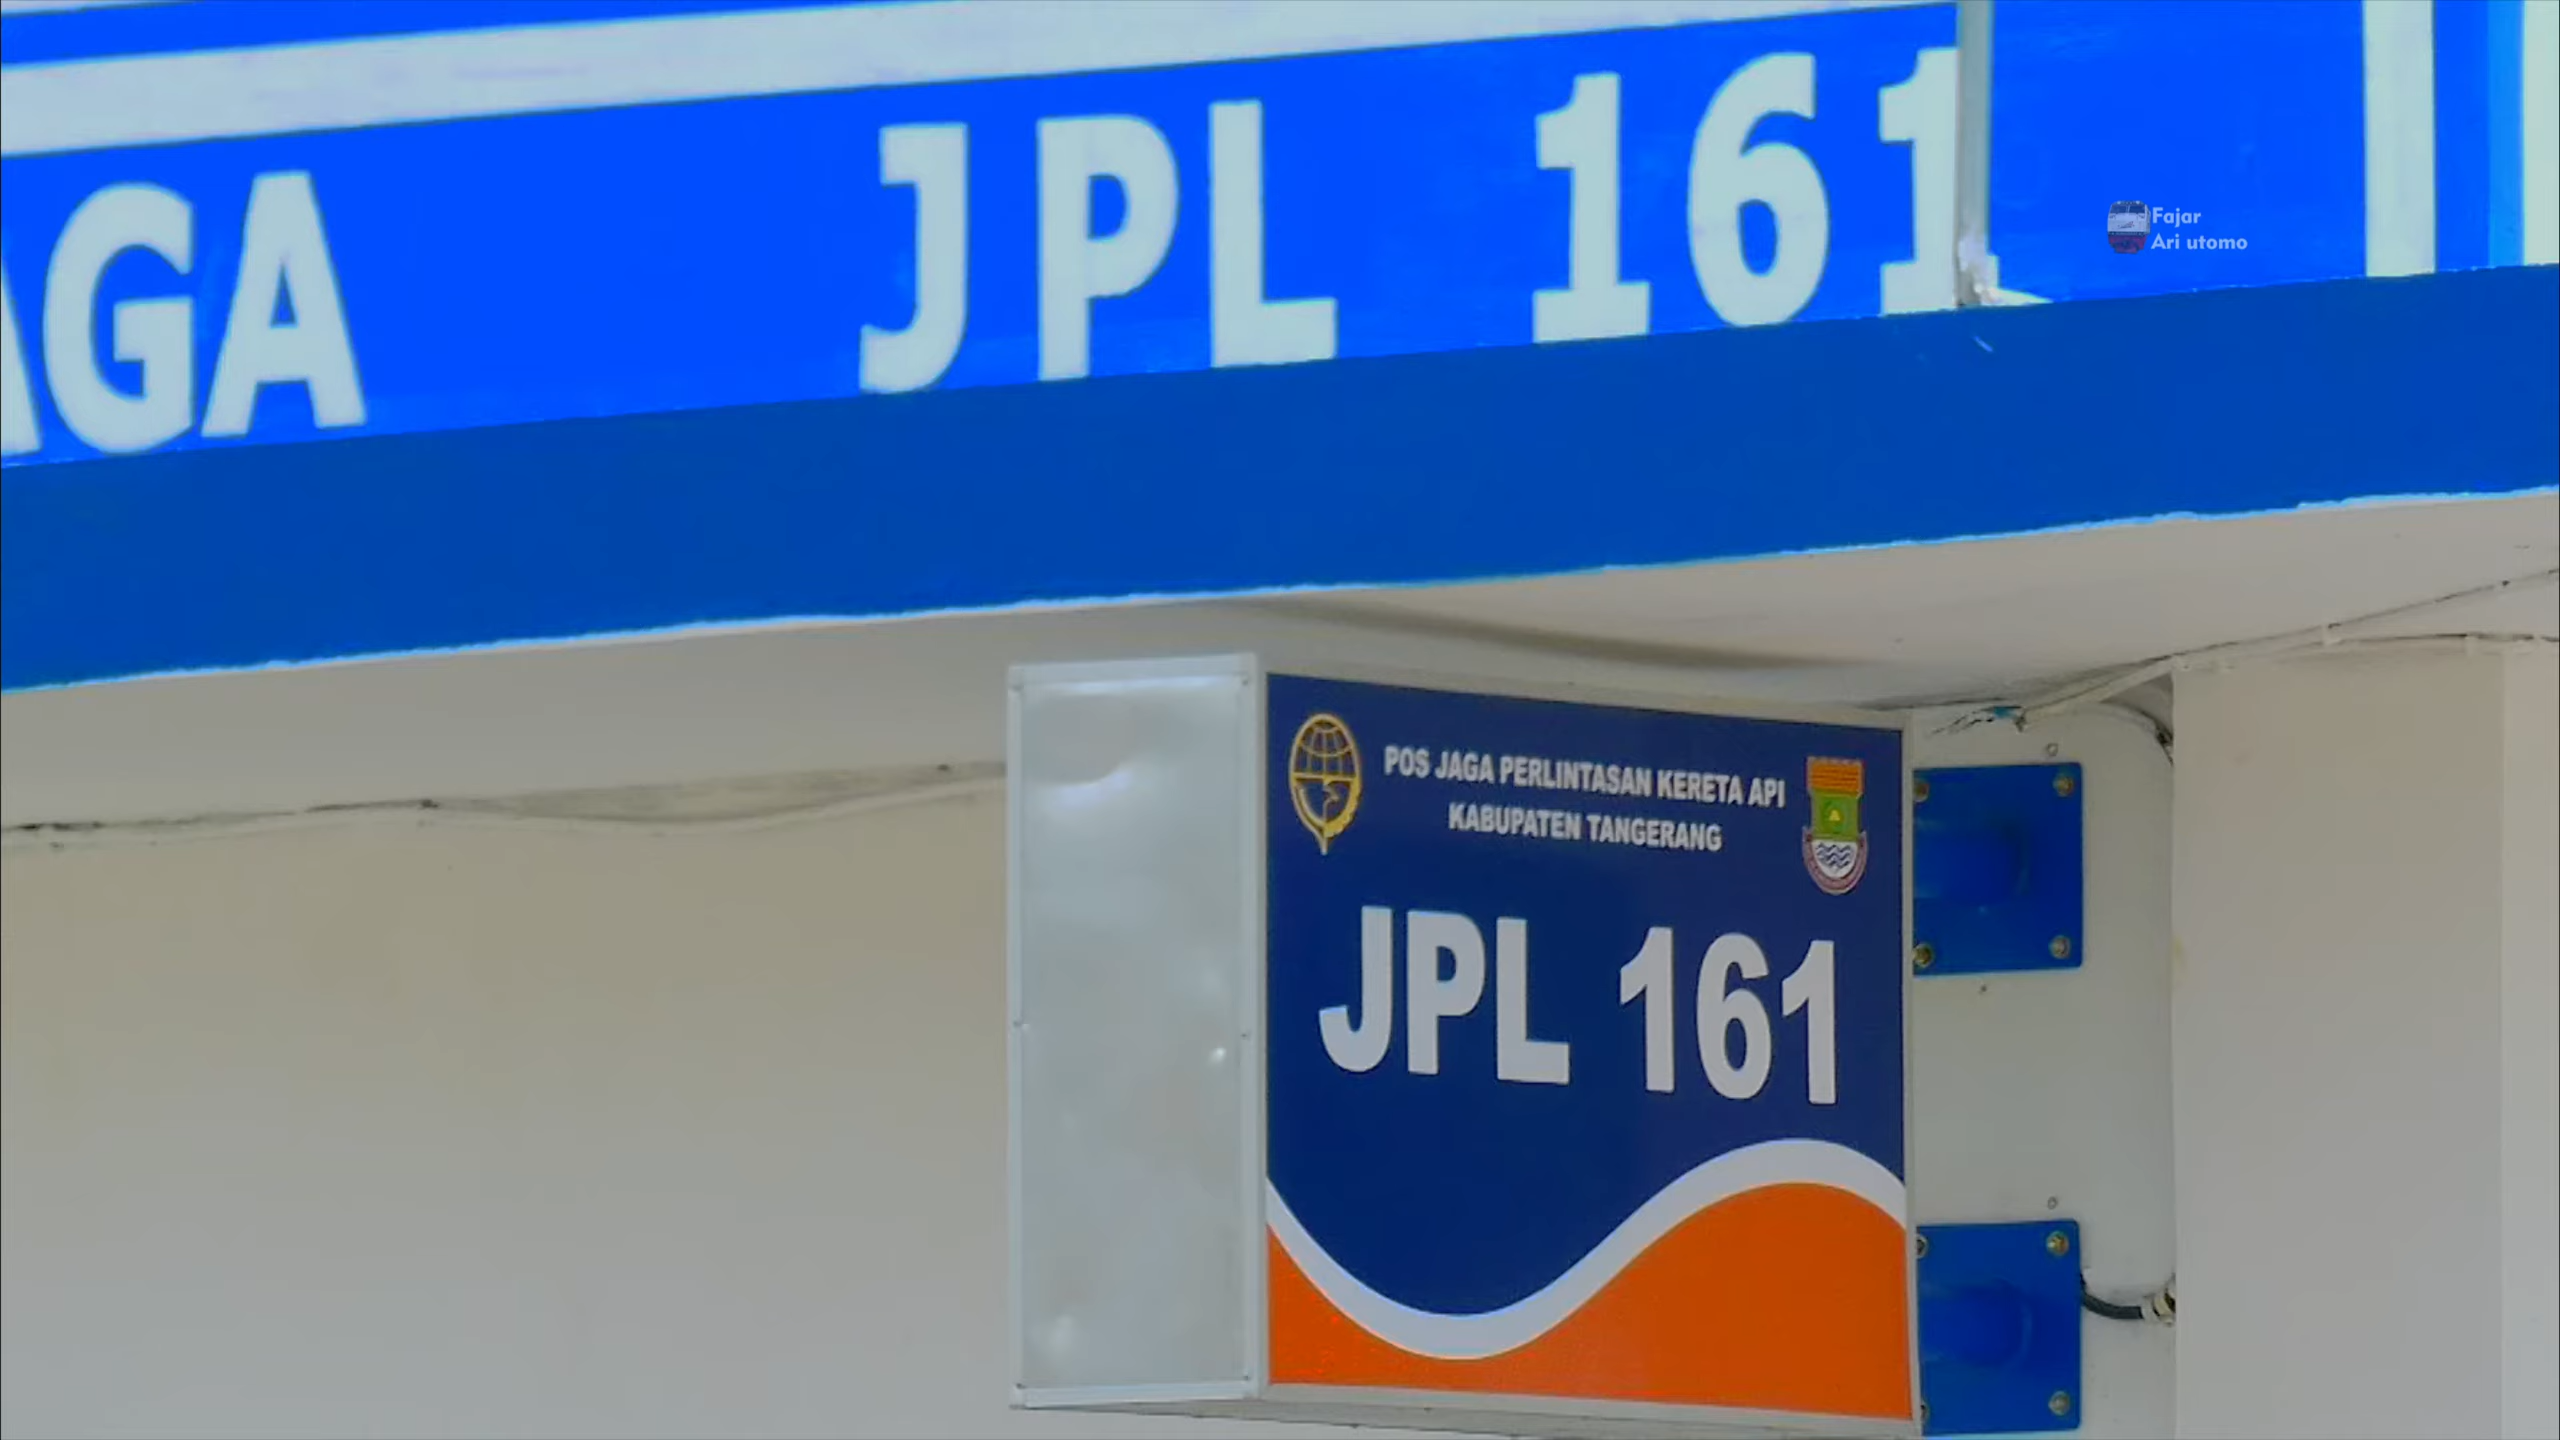 AGA JPL 161
Fajar
Ari utomo
POS JAGA PERLINTASAN KERETA API
KABUPATEN TANGERANG
JPL 161